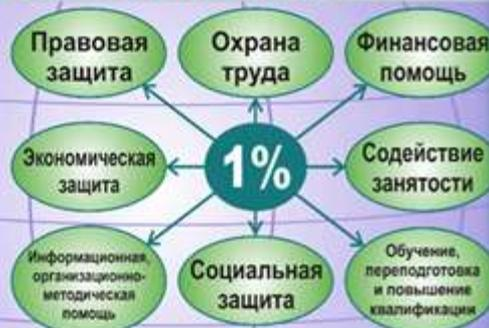 Правовая
защита
Охрана
труда
Финансовая
помощь
Экономическая
защита
1%
Содействие
занятости
Информационная,
организационно-
методическая
помощь
Социальная
защита
Обучение,
переподготовка
и повышение
квалификации